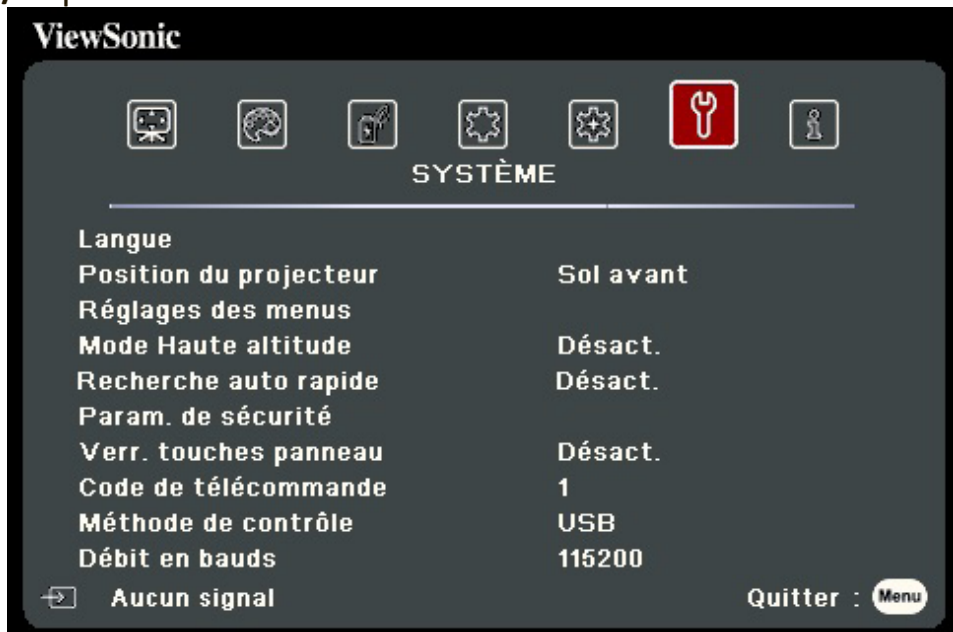 ViewSonic
SYSTÈME
Langue
Position du projecteur Sol avant
Réglages des menus
Mode Haute altitude Désact.
Recherche auto rapide Désact.
Param. de sécurité
Verr. touches panneau Désact.
Code de télécommande 1
Méthode de contrôle USB
Débit en bauds 115200
Aucun signal Quitter : Menu